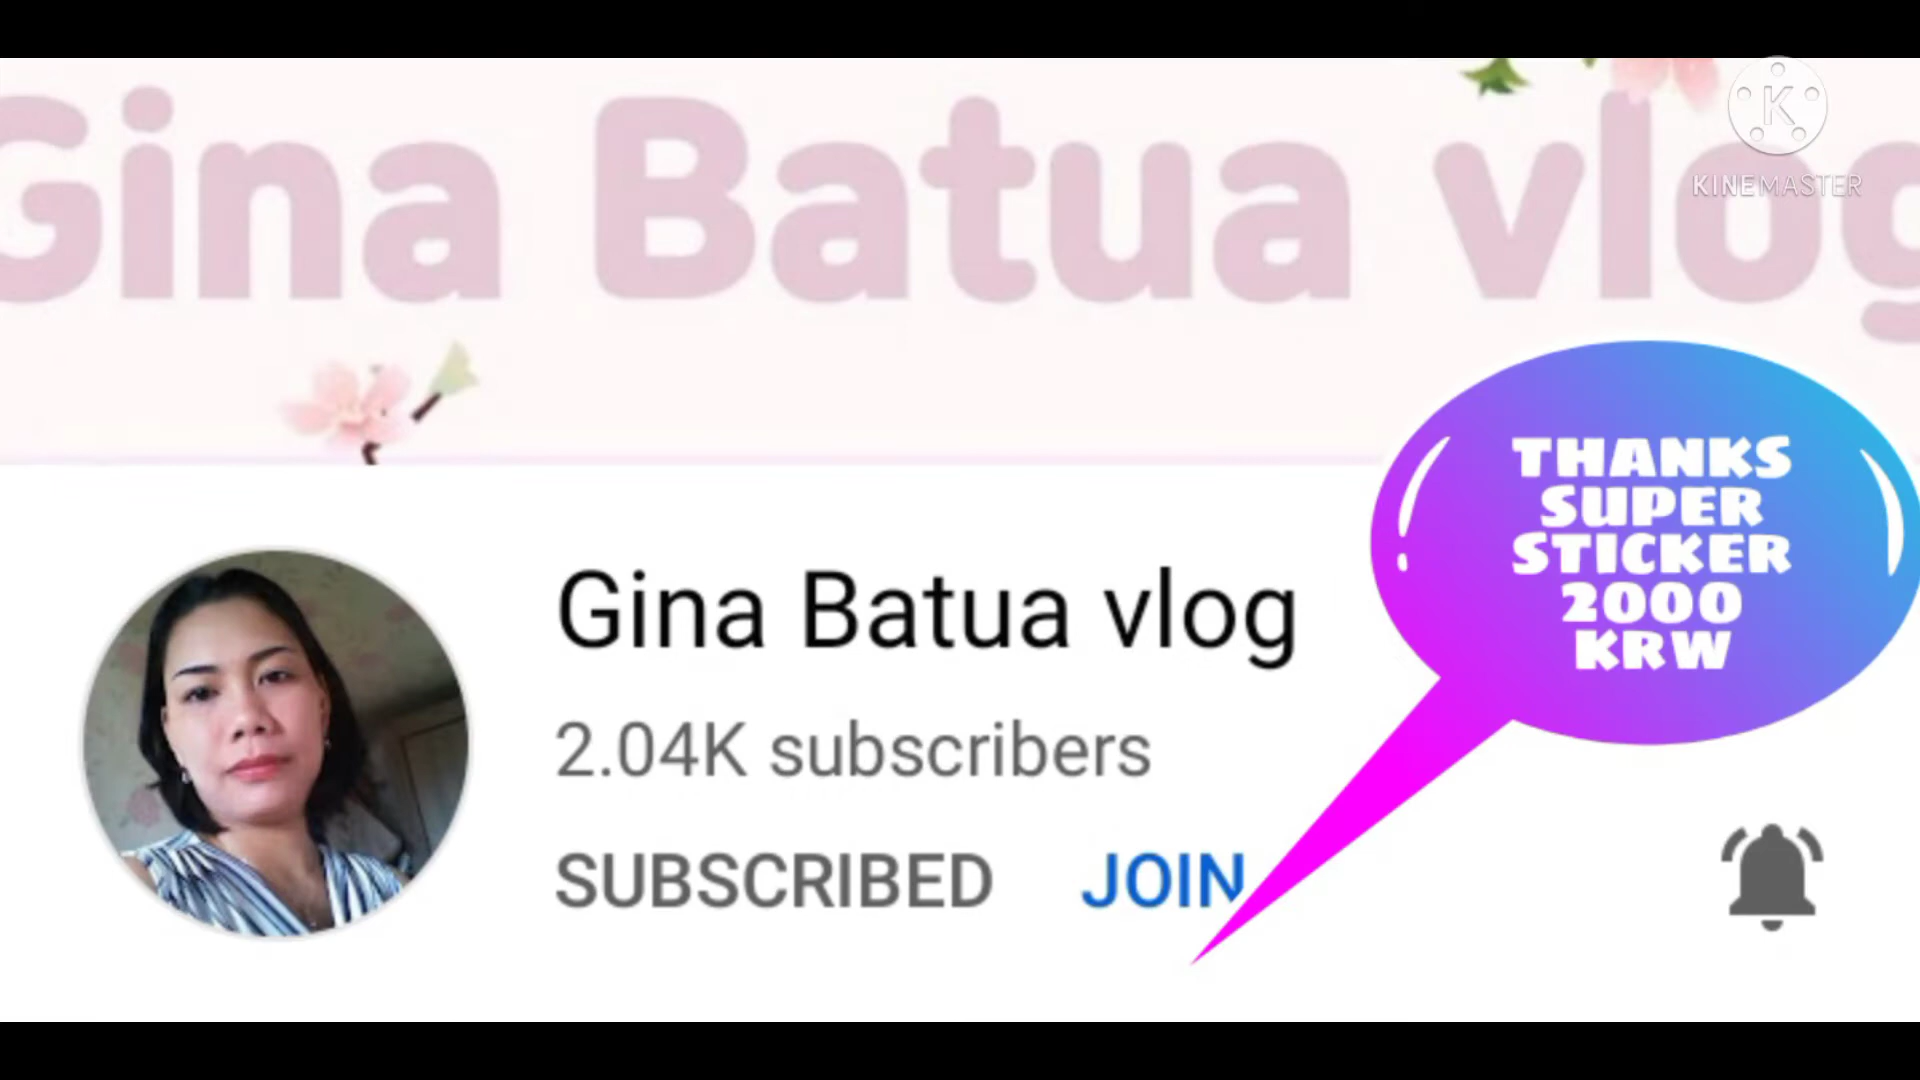 Gina Batua vlog
KINEMASTER
THANKS
SUPER
STICKER
2000
KRW
Gina Batua vlog
2.04K subscribers
SUBSCRIBED JOIN